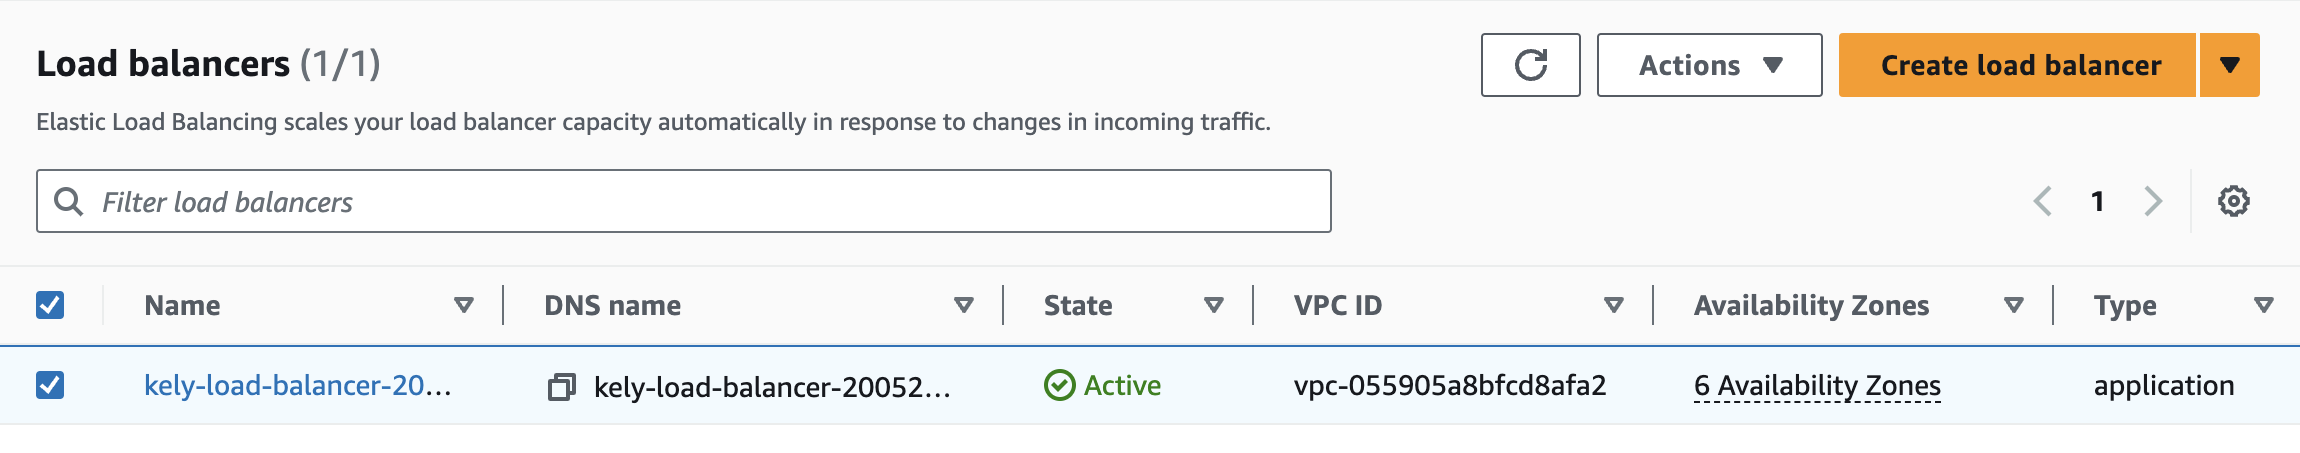 Load balancers (1/1)
Actions
Create load balancer
Elastic Load Balancing scales your load balancer capacity automatically in response to changes in incoming traffic.
Filter load balancers
1
Name DNS name State VPC ID Availability Zones Type
kely-load-balancer-20... kely-load-balancer-20052... Active vpc-055905a8bfcd8afa2 6 Availability Zones application